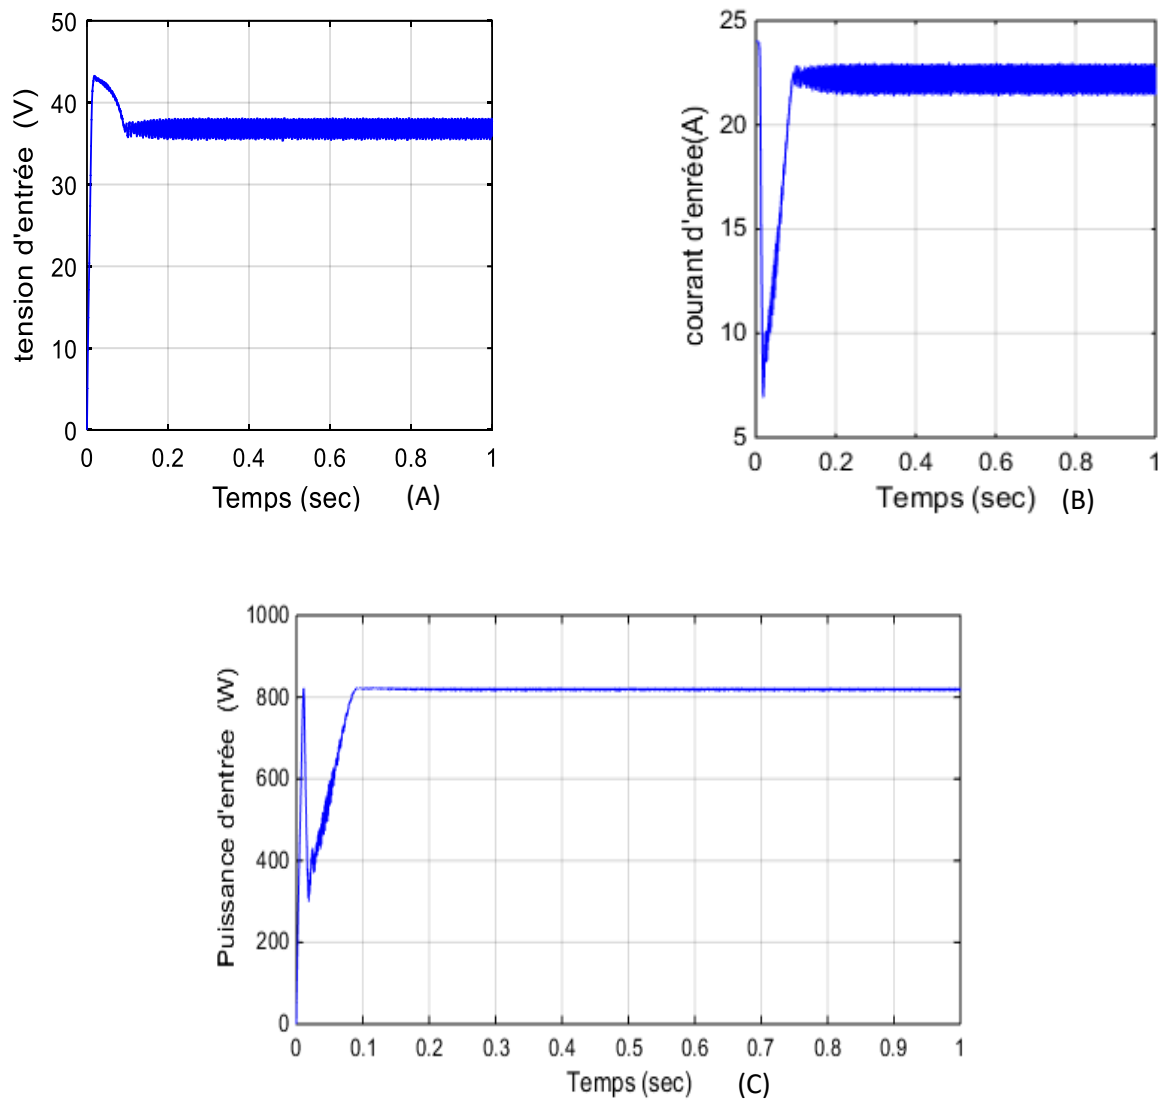 50
40
30
20
10
0
tension d'entrée (V)
0 0.2 0.4 0.6 0.8 1
Temps (sec) (A)
25
20
15
10
5
courant d'enrée(A)
0 0.2 0.4 0.6 0.8 1
Temps (sec) (B)
1000
800
600
400
200
0
Puissance d'entrée (W)
0 0.1 0.2 0.3 0.4 0.5 0.6 0.7 0.8 0.9 1
Temps (sec) (C)